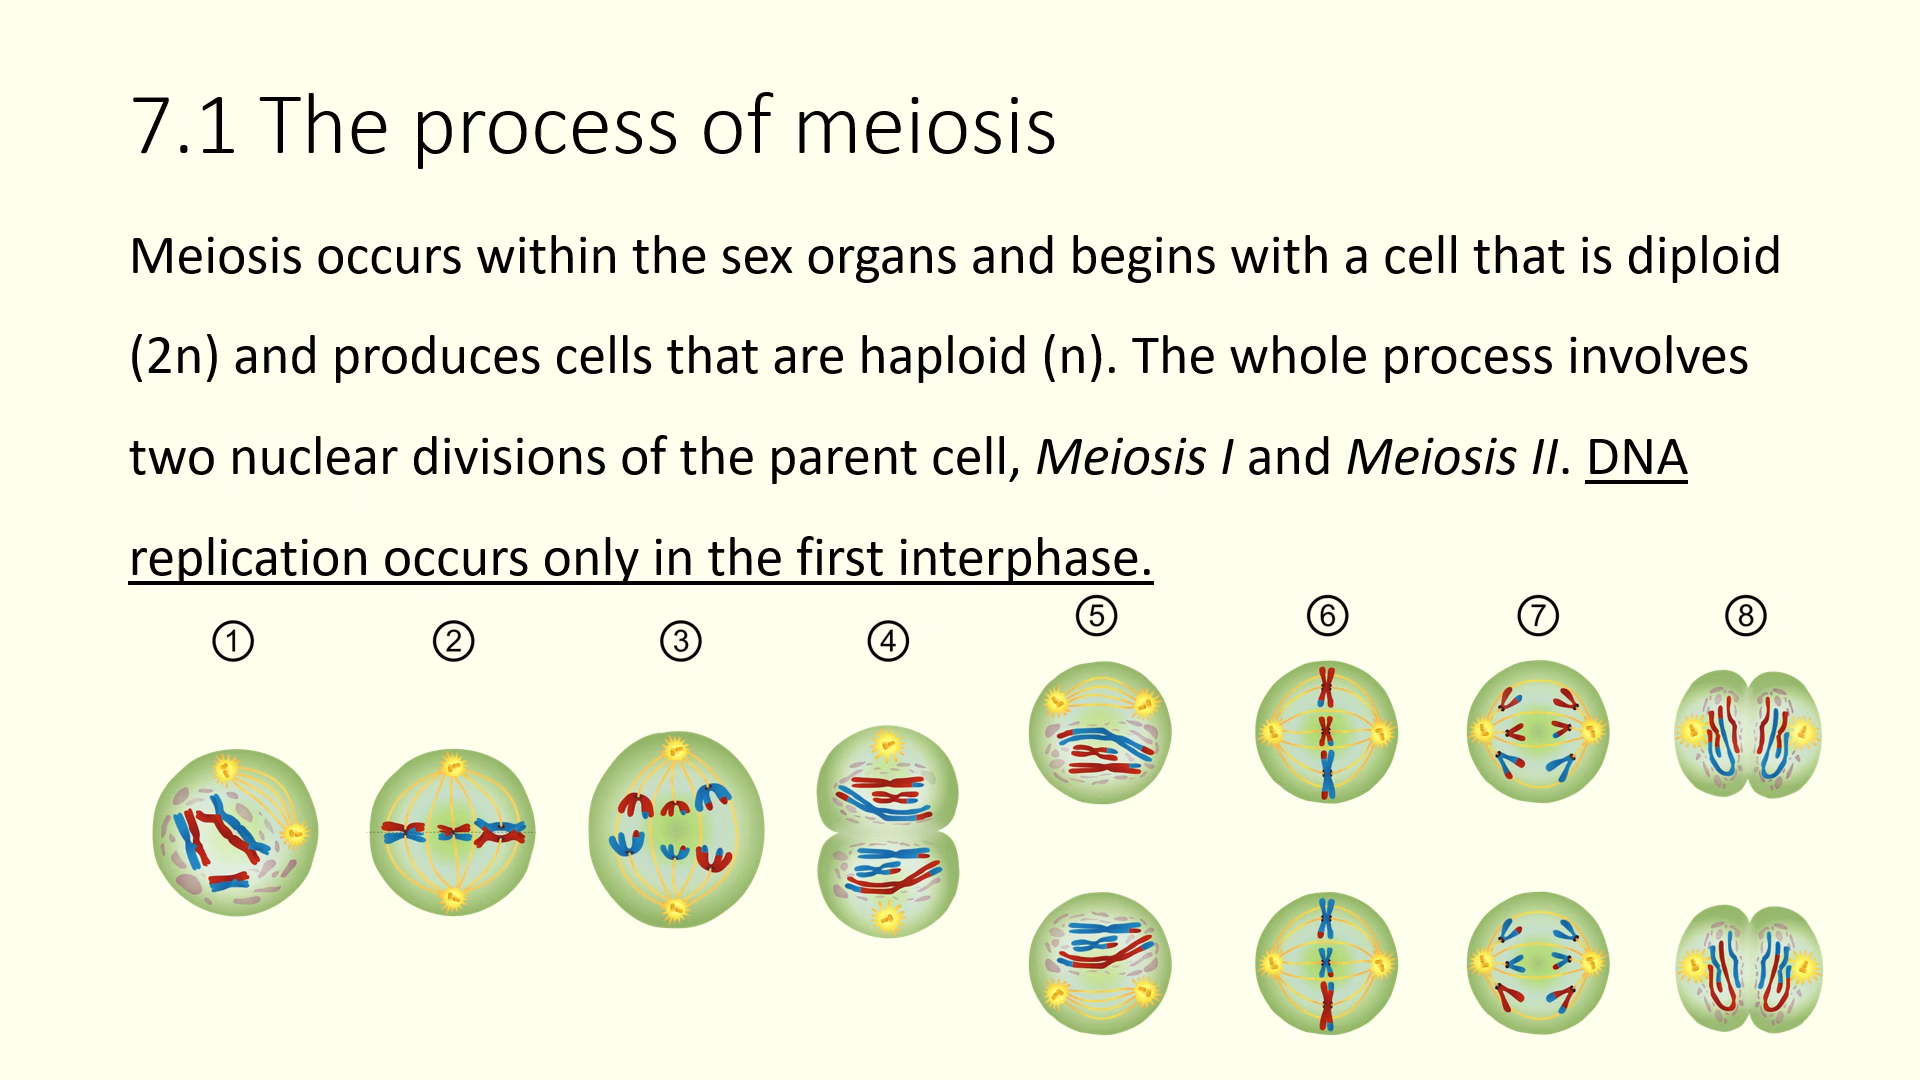 7.1 The process of meiosis
Meiosis occurs within the sex organs and begins with a cell that is diploid
(2n) and produces cells that are haploid (n). The whole process involves
two nuclear divisions of the parent cell, Meiosis I and Meiosis II. DNA
replication occurs only in the first interphase.
1 2 3 4 5 6 7 8